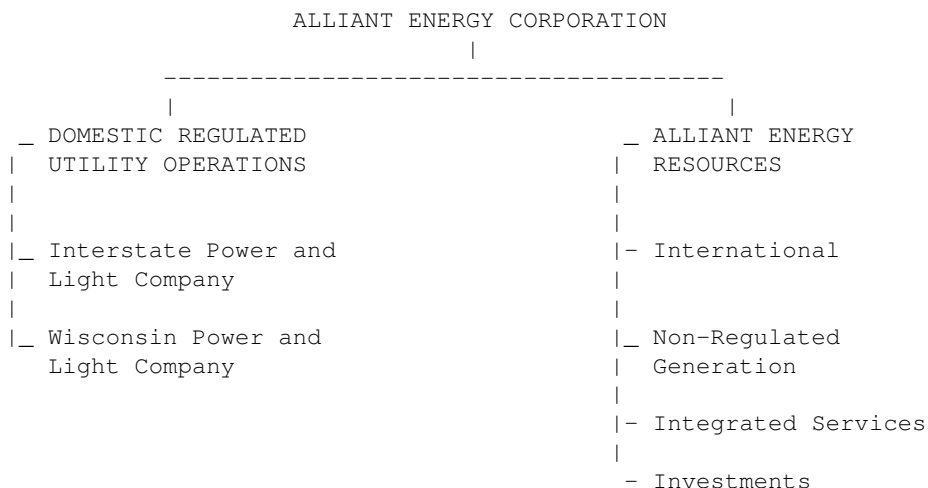 ALLIANT ENERGY CORPORATION
DOMESTIC REGULATED
UTILITY OPERATIONS
Interstate Power and
Light Company
Wisconsin Power and
Light Company
ALLIANT ENERGY
RESOURCES
International
Non-Regulated
Generation
Integrated Services
Investments